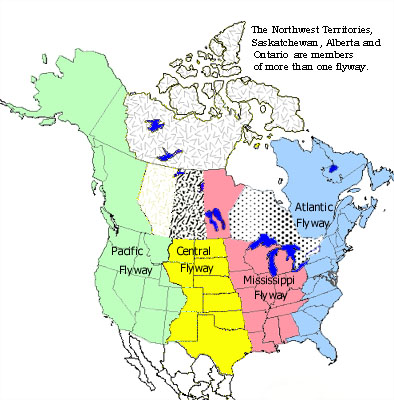 The Northwest Territories,
Saskatchewan, Alberta and
Ontario are members
of more than one flyway.
Atlantic
Flyway
Pacific
Flyway
Central
Flyway
Mississippi
Flyway